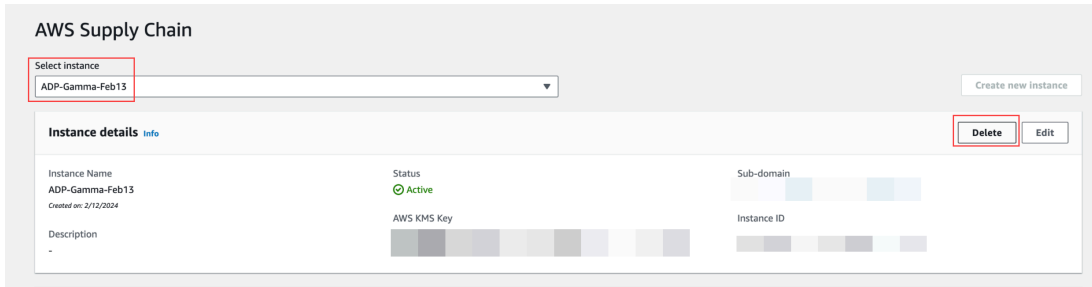 AWS Supply Chain
Select instance
ADP-Gamma-Feb13
Create new instance
Instance details Info
Delete
Edit
Instance Name
ADP-Gamma-Feb13
Created on: 2/12/2024
Description
-
Status
Active
AWS KMS Key
Sub-domain
Instance ID